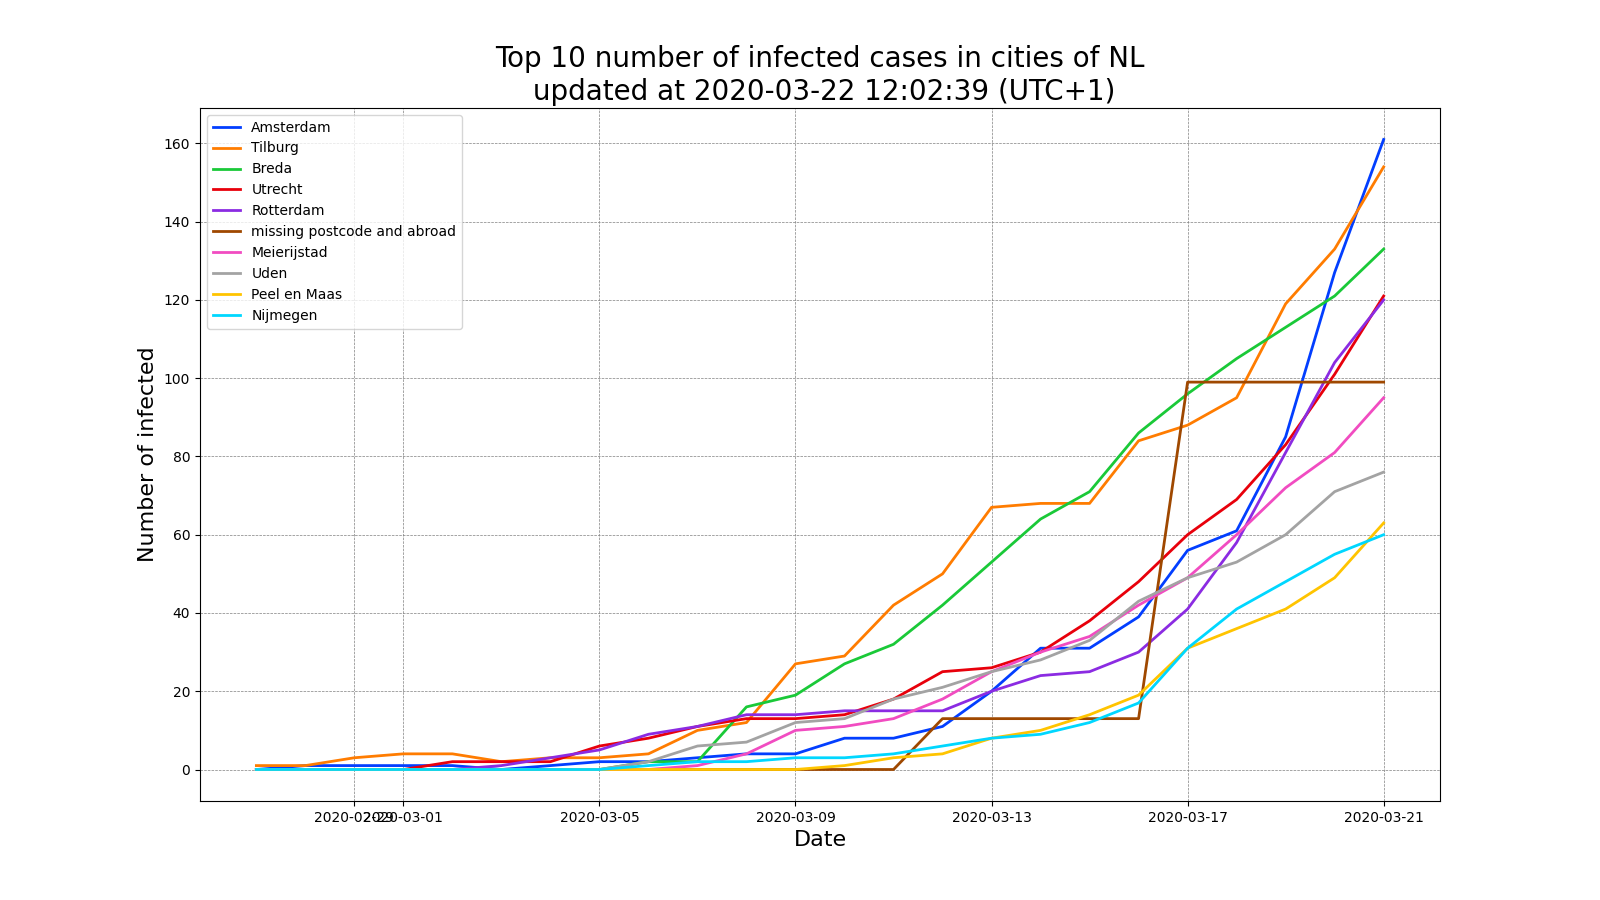 Top 10 number of infected cases in cities of NL
updated at 2020-03-22 12:02:39 (UTC+1)
Amsterdam
Tilburg
Breda
Utrecht
Rotterdam
missing postcode and abroad
Meierijstad
Uden
Peel en Maas
Nijmegen
Number of infected
160
140
120
100
80
60
40
20
0
2020-02-29 2020-03-01 2020-03-05 2020-03-09 2020-03-13 2020-03-17 2020-03-21
Date